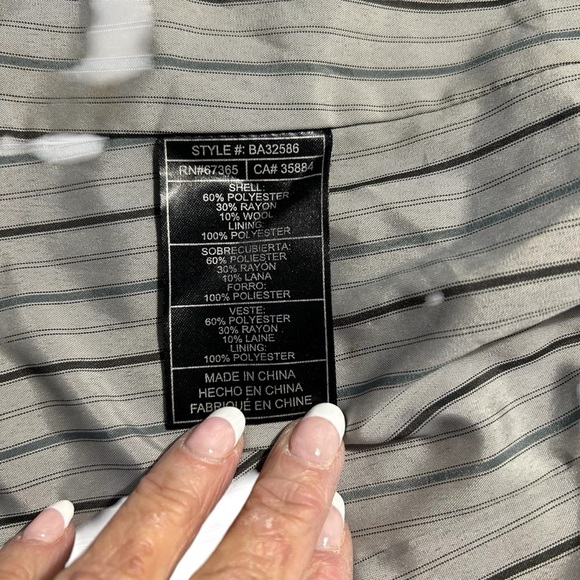 STYLE #: BA32586
RN#67365 CA# 35884
SHELL:
60% POLYESTER
30% RAYON
10% WOOL
LINING:
100% POLYESTER
SOBRECUBIERTA:
60% POLIESTER
30% RAYON
10% LANA
FORRO:
100% POLIESTER
VESTE:
60% POLYESTER
30% RAYON
10% LAINE
LINING:
100% POLYESTER
MADE IN CHINA
HECHO EN CHINA
FABRIQUÉ EN CHINE